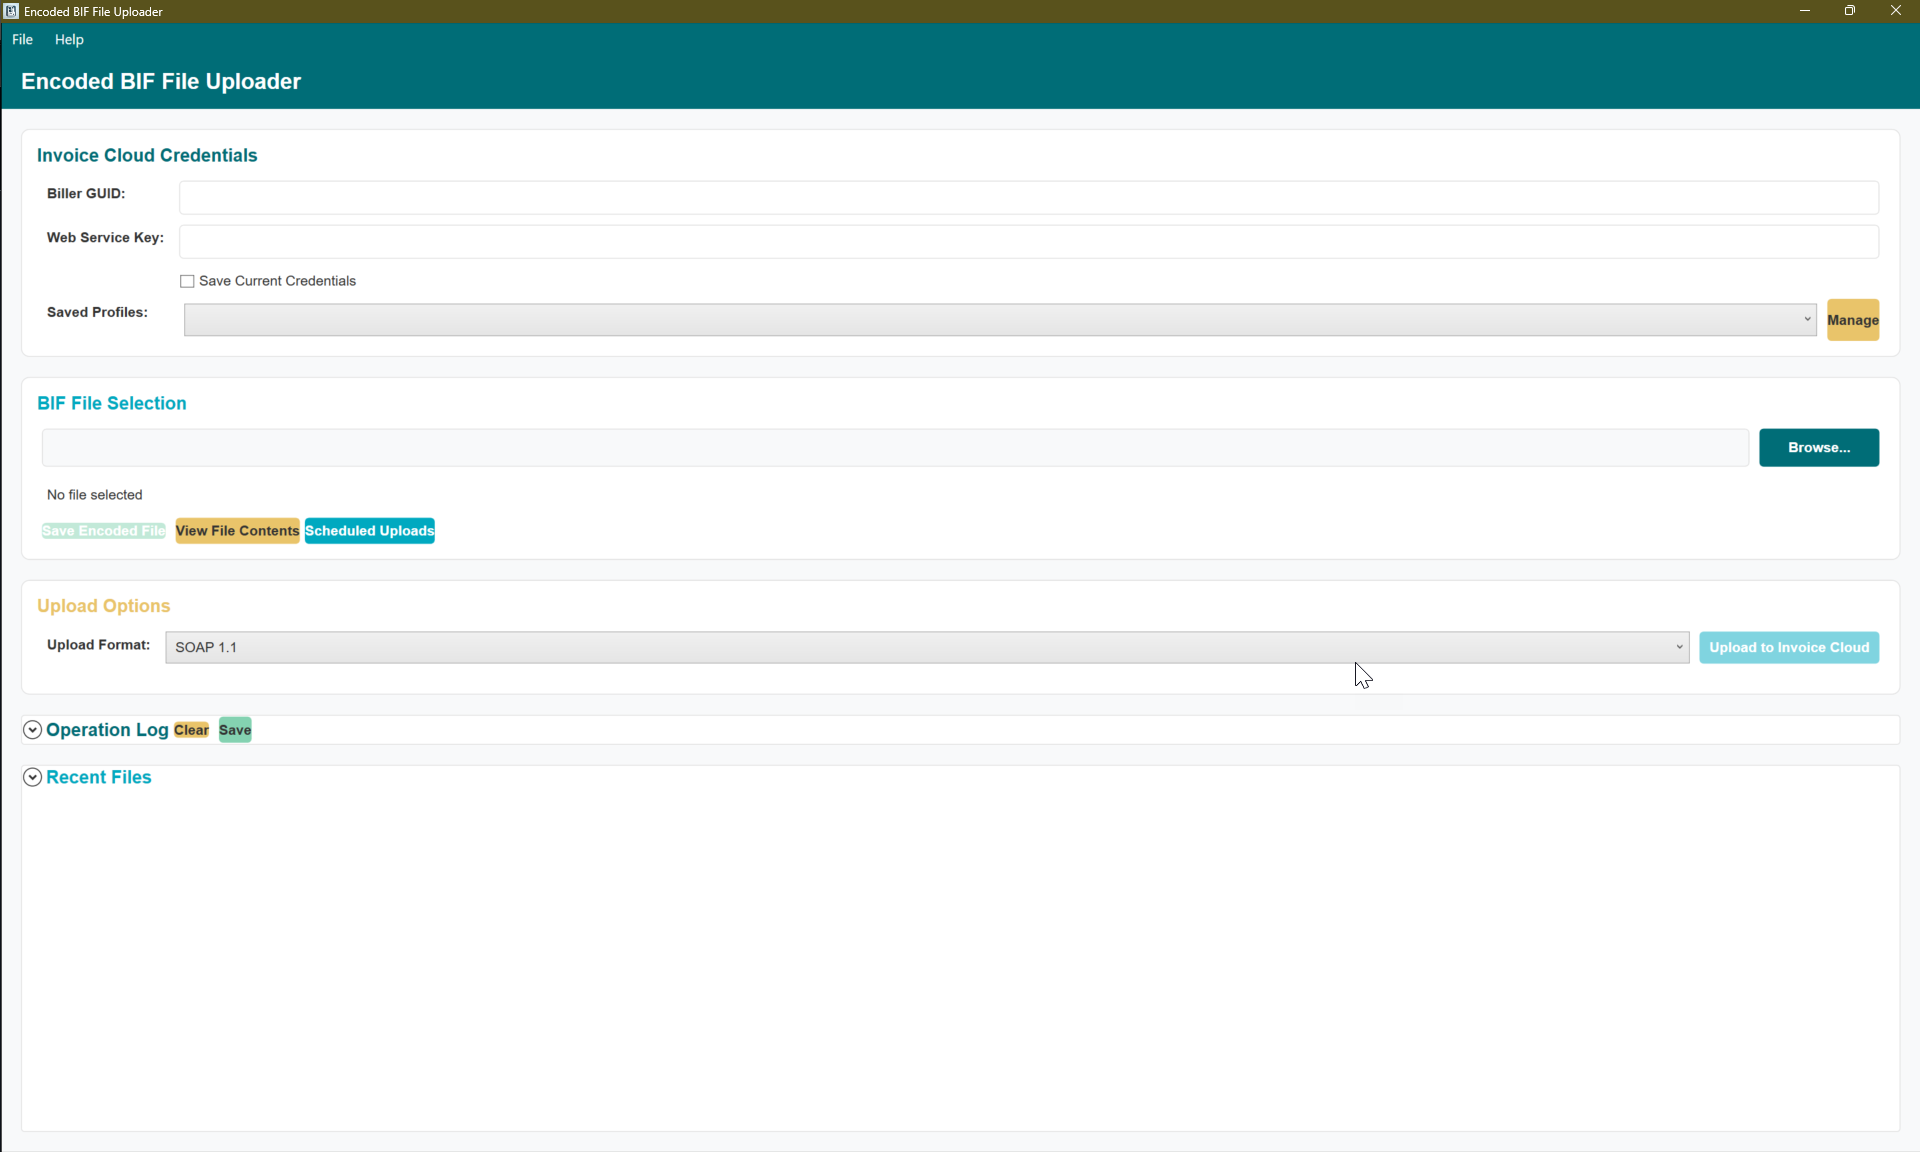 Encoded BIF File Uploader
File Help
Encoded BIF File Uploader
Invoice Cloud Credentials
Biller GUID:
Web Service Key:
Save Current Credentials
Saved Profiles:
Manage
BIF File Selection
Browse...
No file selected
Save Encoded File View File Contents Scheduled Uploads
Upload Options
Upload Format: SOAP 1.1 Upload to Invoice Cloud
Operation Log Clear Save
Recent Files